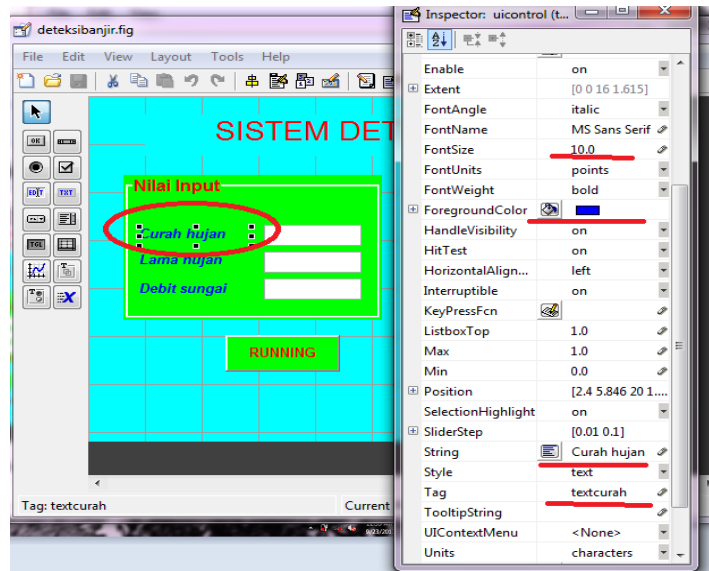 deteksibanjir.fig
File Edit View Layout Tools Help
OK
EDIT TXT
TGL
SISTEM DET
Nilai Input
Curah hujan
Lama hujan
Debit sungai
RUNNING
Tag: textcurah Current
Inspector: uicontrol (t...
Enable on
Extent [0 0 16 1.615]
FontAngle italic
FontName MS Sans Serif
FontSize 10.0
FontUnits points
FontWeight bold
ForegroundColor
HandleVisibility on
HitTest on
HorizontalAlign... left
Interruptible on
KeyPressFcn
ListboxTop 1.0
Max 1.0
Min 0.0
Position [2.4 5.846 20 1....
SelectionHighlight on
SliderStep [0.01 0.1]
String Curah hujan
Style text
Tag textcurah
TooltipString
UIContextMenu <None>
Units characters